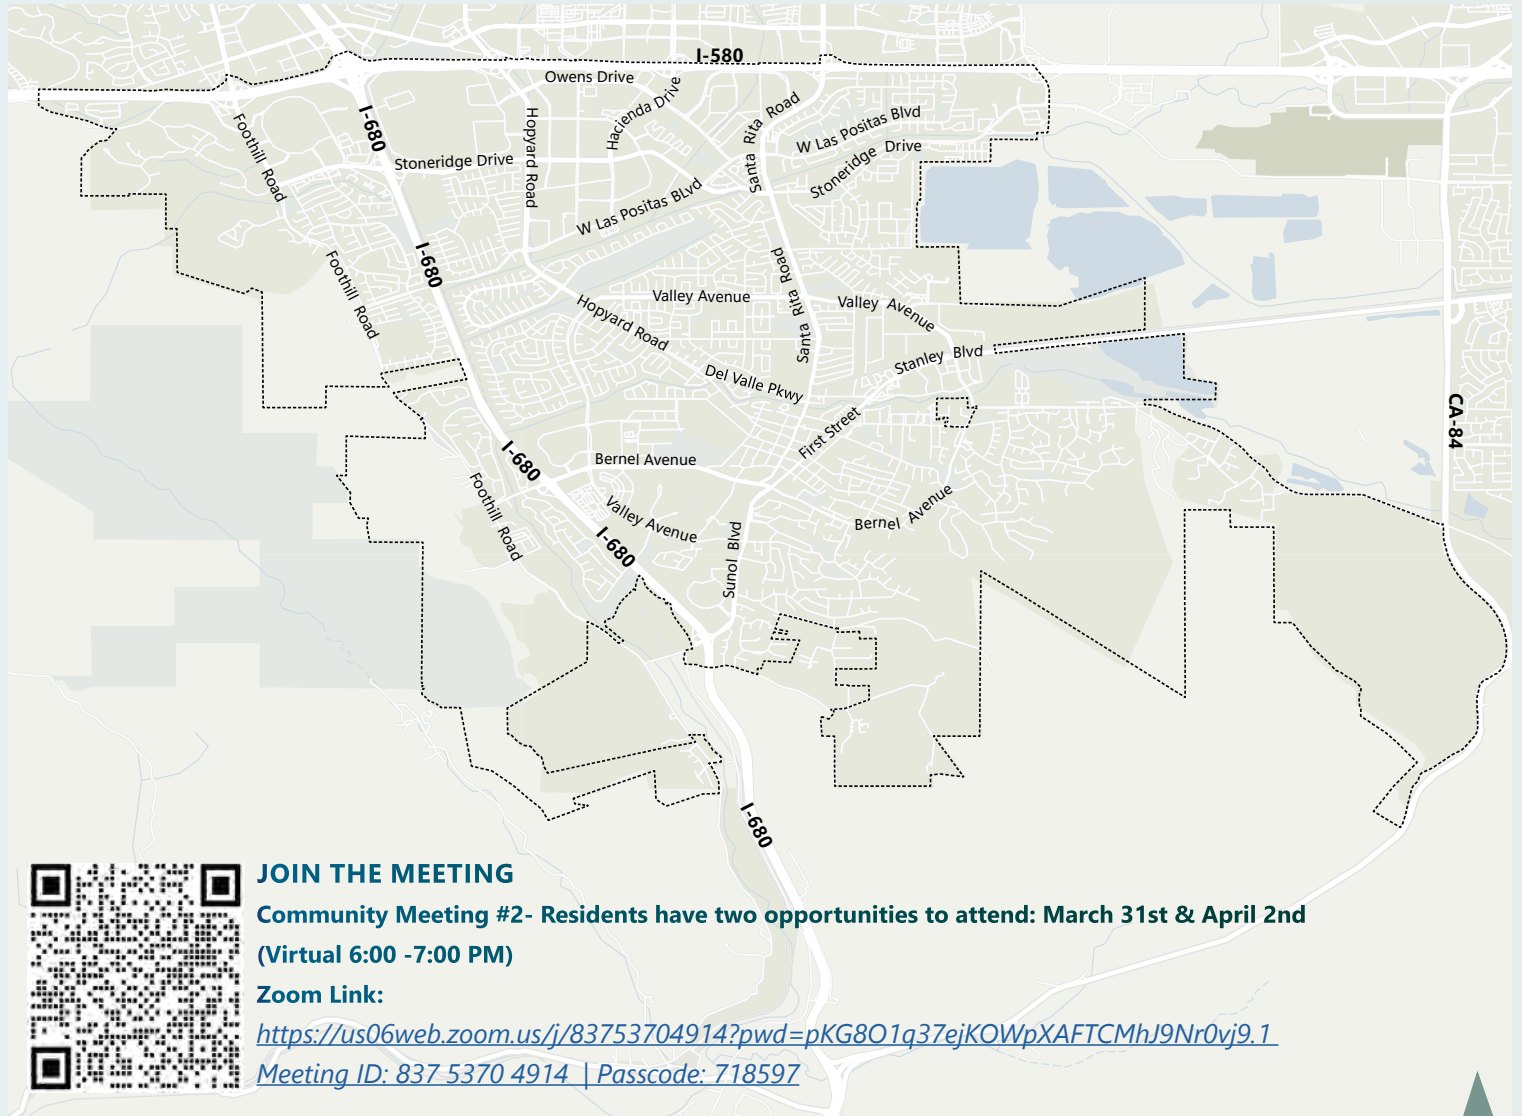 I-580
Owens Drive
Hacienda Drive
I-680
Foothill Road
Hopyard Road
Santa Rita Road
W Las Positas Blvd
Stoneridge Drive
Stoneridge Drive
W Las Positas BLvd
I-680
Foothill Road
Santa Rita Road
Valley Avenue
Valley Avenue
Hopyard Road
Stanley Blvd
Del Valle Pkwy
First Street
CA-84
I-680
Bernel Avenue
Foothill Road
Valley Avenue
Bernel Avenue
I-680
Sunol Blvd
I-680
JOIN THE MEETING
Community Meeting #2- Residents have two opportunities to attend: March 31st & April 2nd
(Virtual 6:00 -7:00 PM)
Zoom Link:
https://us06web.zoom.us/j/83753704914?pwd=pKG8O1q37ejKOWpXAFTCMhJ9Nr0vj9.1
Meeting ID: 837 5370 4914 | Passcode: 718597